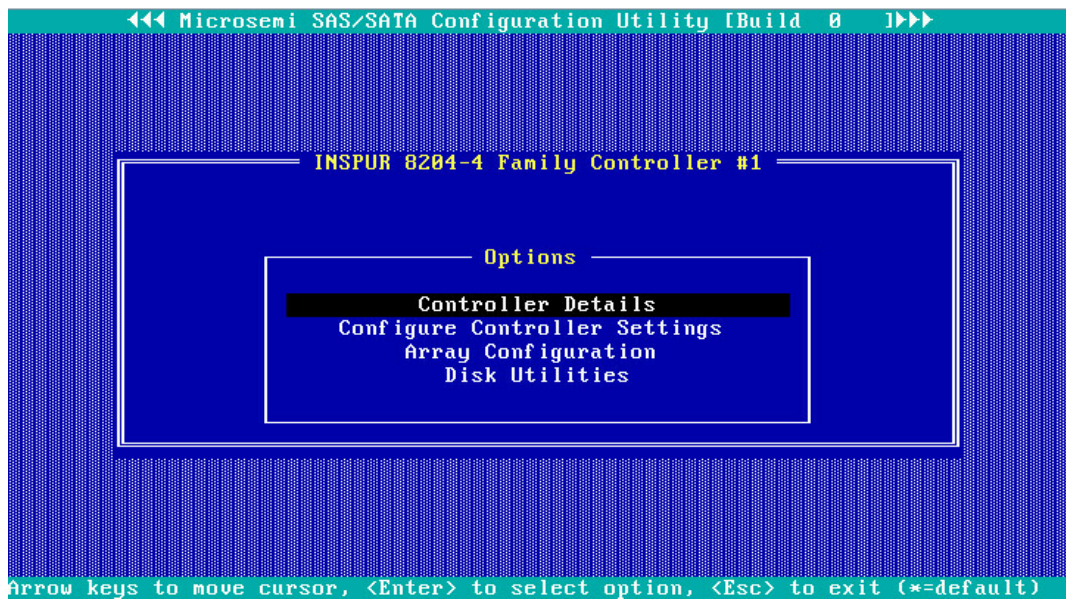 Microsemi SAS/SATA Configuration Utility [Build 0 ]
INSPUR 8204-4 Family Controller #1
Options
Controller Details
Configure Controller Settings
Array Configuration
Disk Utilities
Arrow keys to move cursor, <Enter> to select option, <Esc> to exit (*=default)